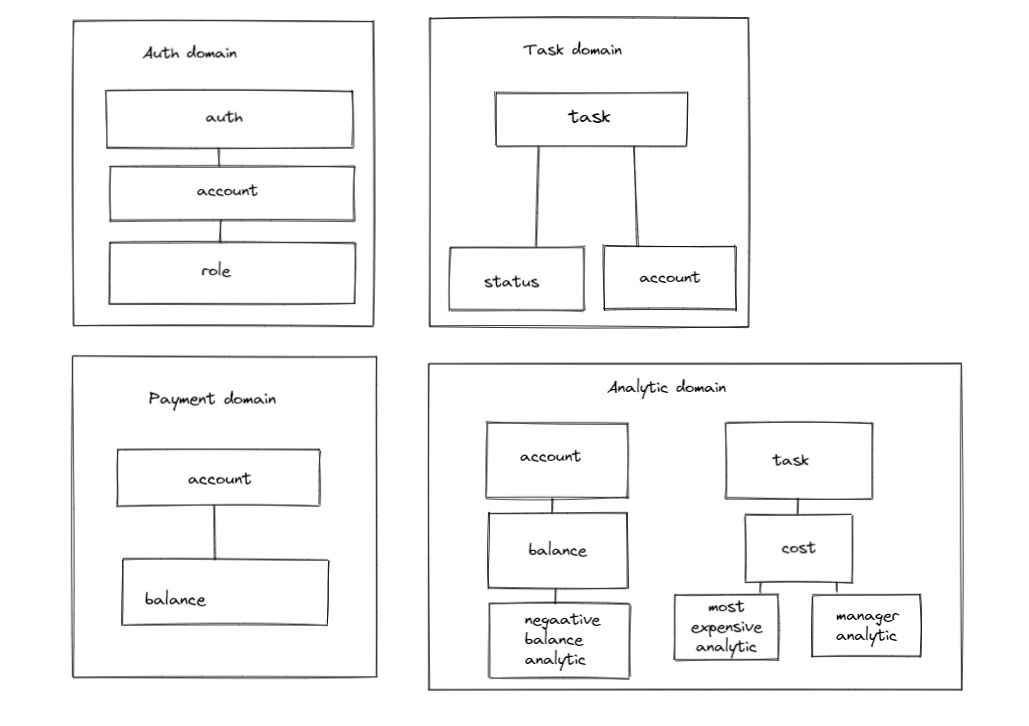 Auth domain
auth
account
role
Task domain
task
status
account
Payment domain
account
balance
Analytic domain
account
balance
negaative
balance
analytic
task
cost
most
expensive
analytic
manager
analytic